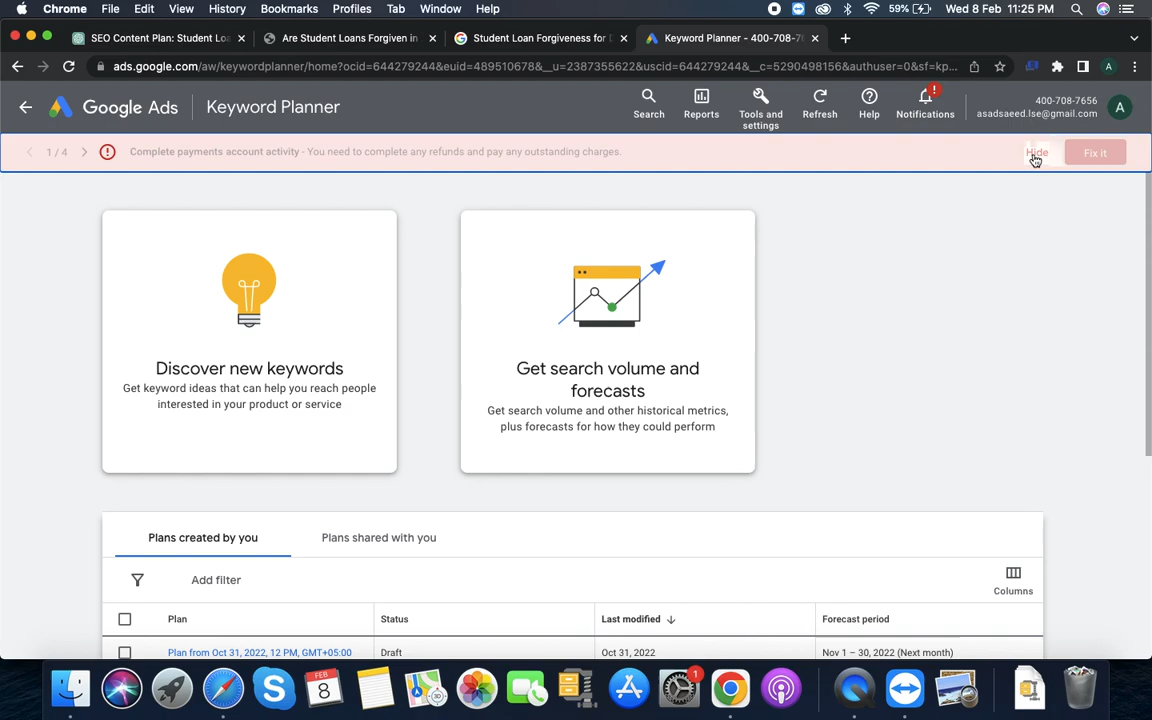 Chrome File Edit View History Bookmarks Profiles Tab Window Help 59% Wed 8 Feb 11:25 PM
SEO Content Plan: Student Loa Are Student Loans Forgiven in Student Loan Forgiveness for D Keyword Planner - 400-708-76
ads.google.com/aw/keywordplanner/home?ocid=644279244&euid=489510678&__u=2387355622&uscid=644279244&__c=5290498156&authuser=0&sf=kp... A
Google Ads Keyword Planner
Search Reports Tools and settings Refresh Help Notifications
400-708-7656
asadsaeed.lse@gmail.com
A
1 / 4 Complete payments account activity - You need to complete any refunds and pay any outstanding charges. Hide Fix it
Discover new keywords
Get keyword ideas that can help you reach people
interested in your product or service
Get search volume and
forecasts
Get search volume and other historical metrics,
plus forecasts for how they could perform
Plans created by you Plans shared with you
Add filter
Columns
Plan Status Last modified Forecast period
Plan from Oct 31, 2022, 12 PM, GMT+05:00 Draft Oct 31, 2022 Nov 1 – 30, 2022 (Next month)
FEB
8
1